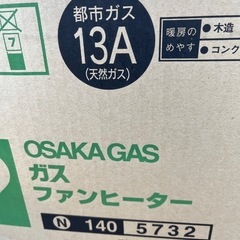 7
都市ガス
13A
(天然ガス)
暖房の
めやす
●木造
●コンク
OSAKA GAS
ガス
ファンヒーター
N 140 5732